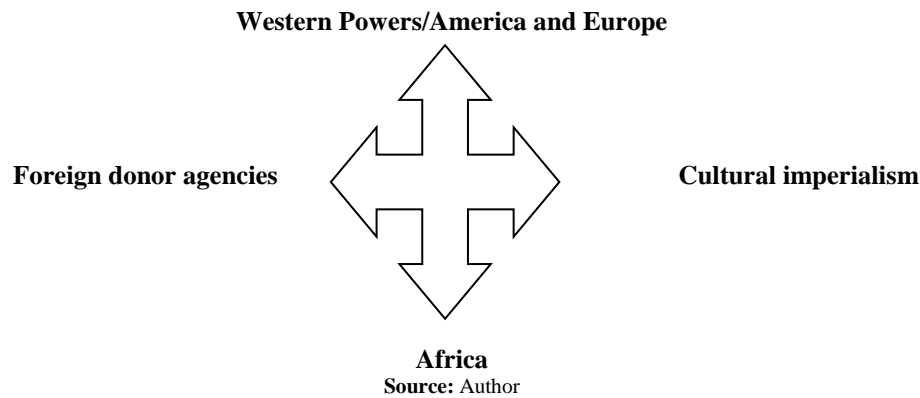 Western Powers/America and Europe
Foreign donor agencies
Cultural imperialism
Africa
Source: Author